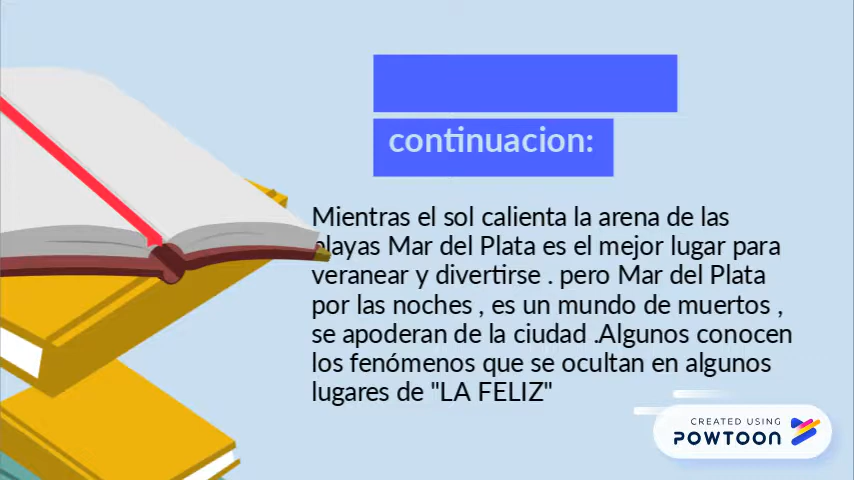 continuacion:
Mientras el sol calienta la arena de las
playas Mar del Plata es el mejor lugar para
veranear y divertirse . pero Mar del Plata
por las noches , es un mundo de muertos ,
se apoderan de la ciudad .Algunos conocen
los fenómenos que se ocultan en algunos
lugares de "LA FELIZ"
CREATED USING
POWTOON